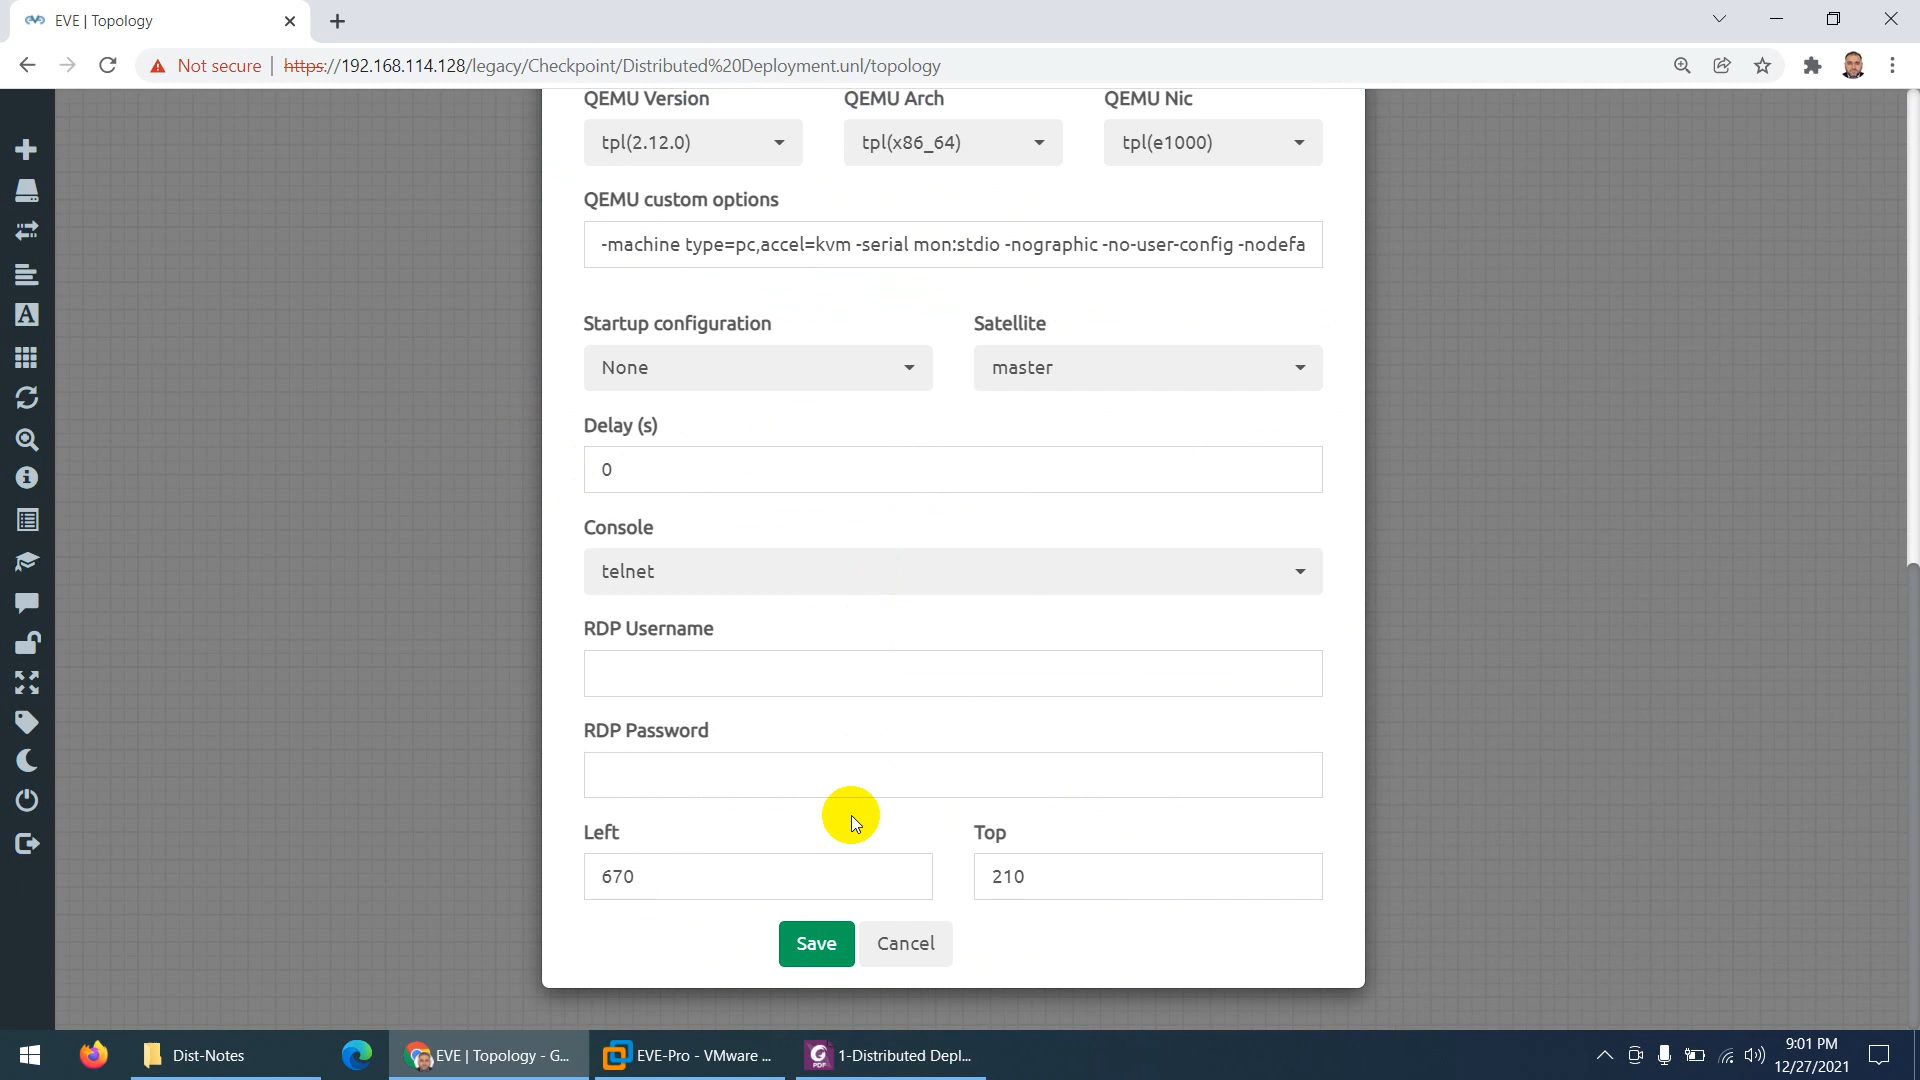 EVE | Topology
Not secure | https://192.168.114.128/legacy/Checkpoint/Distributed%20Deployment.unl/topology
QEMU Version QEMU Arch QEMU Nic
tpl(2.12.0) tpl(x86_64) tpl(e1000)
QEMU custom options
-machine type=pc,accel=kvm -serial mon:stdio -nographic -no-user-config -nodefa
Startup configuration Satellite
None master
Delay (s)
0
Console
telnet
RDP Username
RDP Password
Left Top
670 210
Save Cancel
Dist-Notes EVE | Topology - G... EVE-Pro - VMware ... 1-Distributed Depl...
9:01 PM
12/27/2021